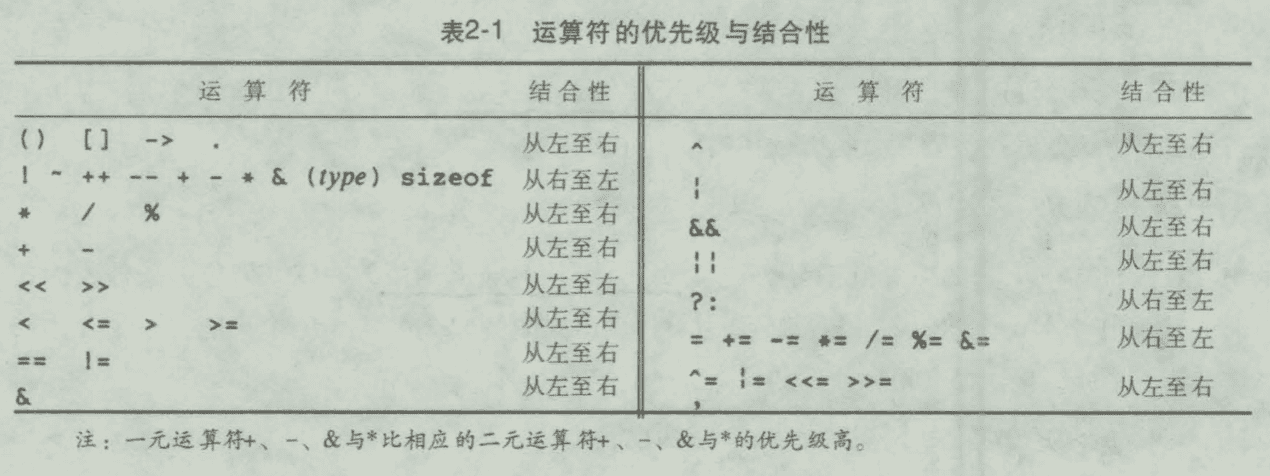 表2-1 运算符的优先级与结合性
运算符 结合性 运算符 结合性
() [] -> . 从左至右
! ~ ++ -- + - * & (type) sizeof 从右至左
* / % 从左至右
+ - 从左至右
<< >> 从左至右
< <= > >= 从左至右
== != 从左至右
& 从左至右
^ 从左至右
¦ 从左至右
&& 从左至右
¦¦ 从左至右
?: 从右至左
= += -= *= /= %= &= 从右至左
^= ¦= <<= >>=
, 从左至右
注：一元运算符+、-、&与*比相应的二元运算符+、-、&与*的优先级高。